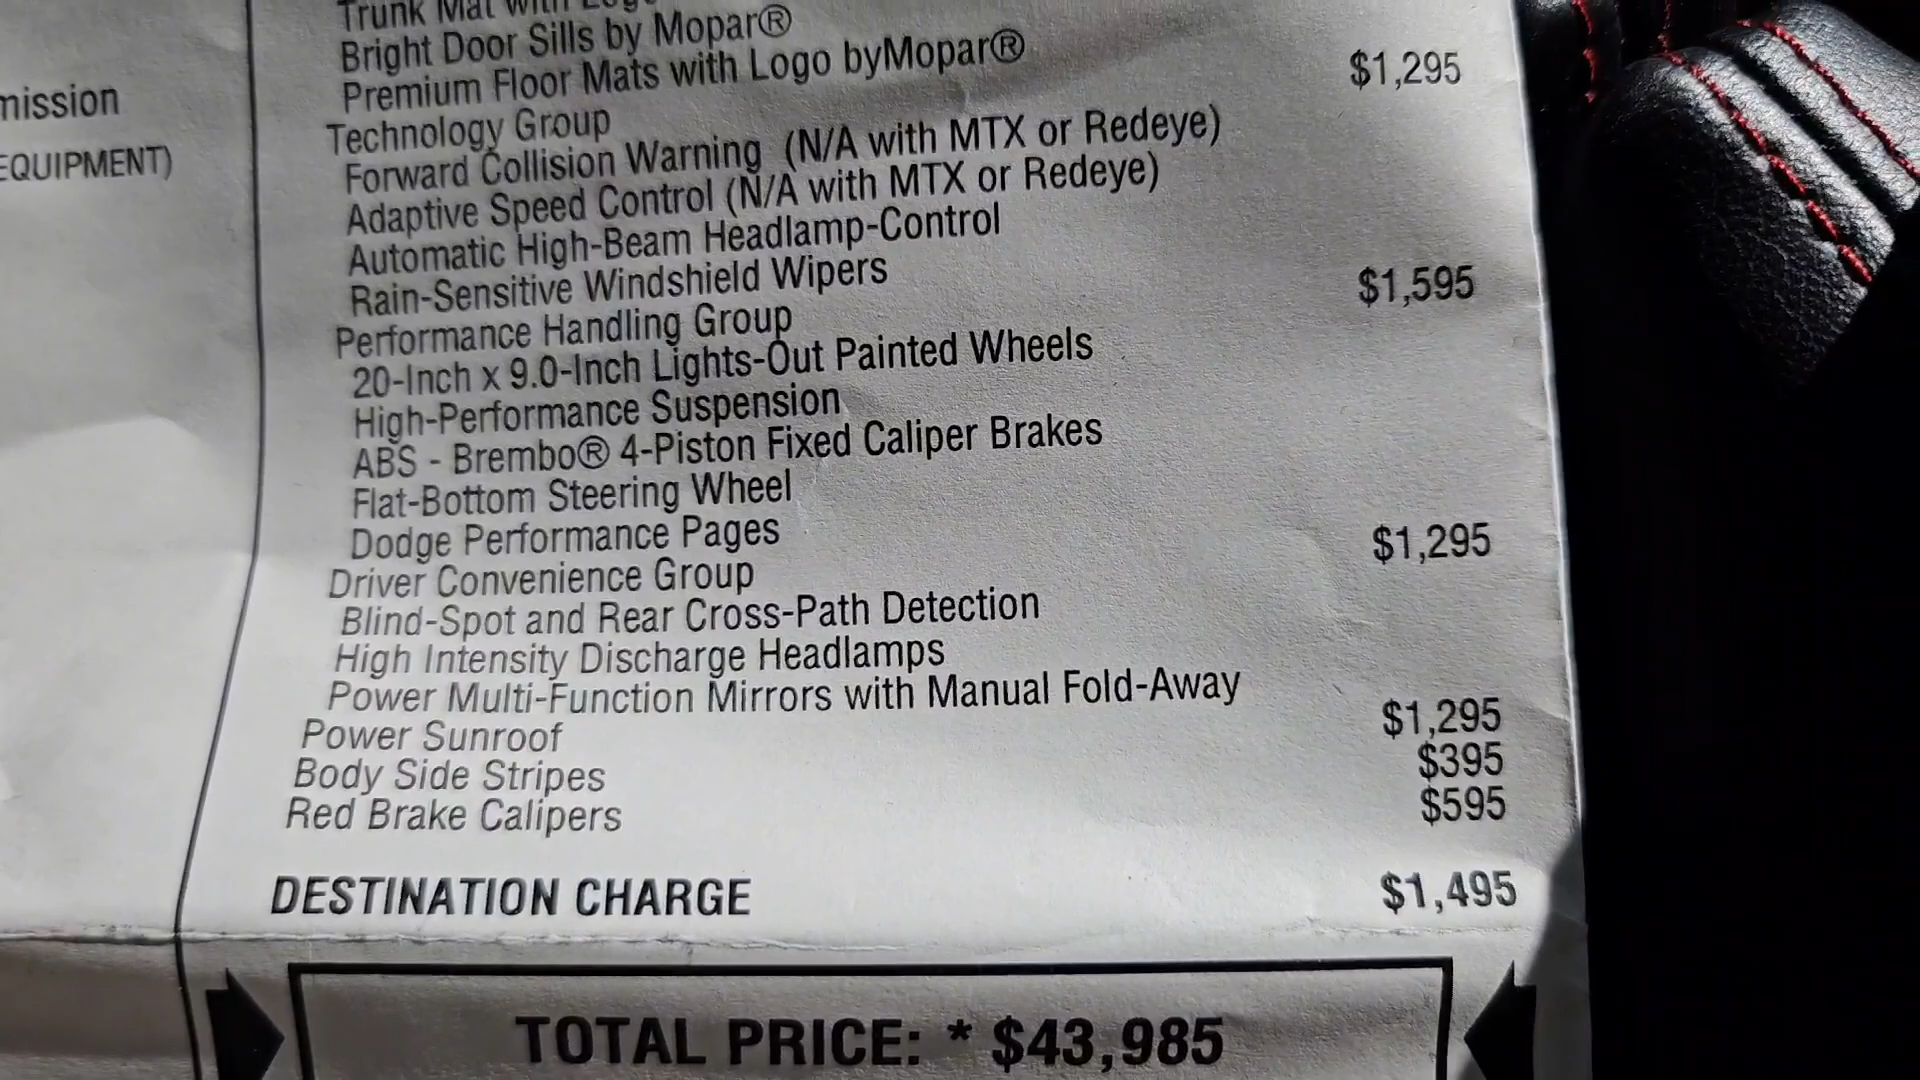 Trunk Mat with Logo
Bright Door Sills by Mopar®
Premium Floor Mats with Logo byMopar®
Technology Group $1,295
Forward Collision Warning (N/A with MTX or Redeye)
Adaptive Speed Control (N/A with MTX or Redeye)
Automatic High-Beam Headlamp-Control
Rain-Sensitive Windshield Wipers
Performance Handling Group $1,595
20-Inch x 9.0-Inch Lights-Out Painted Wheels
High-Performance Suspension
ABS - Brembo® 4-Piston Fixed Caliper Brakes
Flat-Bottom Steering Wheel
Dodge Performance Pages
Driver Convenience Group $1,295
Blind-Spot and Rear Cross-Path Detection
High Intensity Discharge Headlamps
Power Multi-Function Mirrors with Manual Fold-Away
Power Sunroof $1,295
Body Side Stripes $395
Red Brake Calipers $595
DESTINATION CHARGE $1,495
TOTAL PRICE: * $43,985
EQUIPMENT)